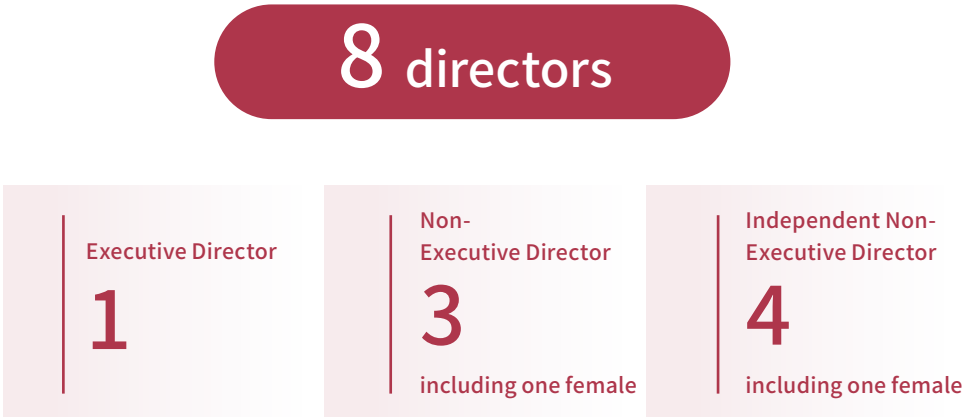 8 directors
Executive Director
1
Non-
Executive Director
3
including one female
Independent Non-
Executive Director
4
including one female